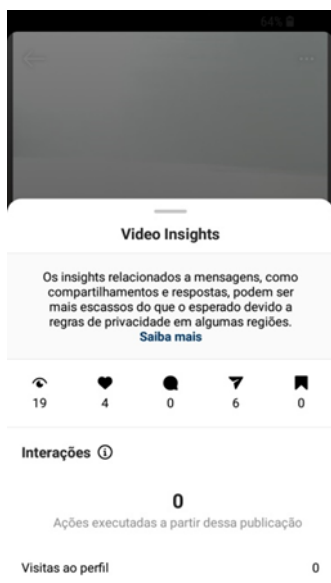 64%
Video Insights
Os insights relacionados a mensagens, como
compartilhamentos e respostas, podem ser
mais escassos do que o esperado devido a
regras de privacidade em algumas regiões.
Saiba mais
19 4 0 6 0
Interações
0
Ações executadas a partir dessa publicação
Visitas ao perfil 0